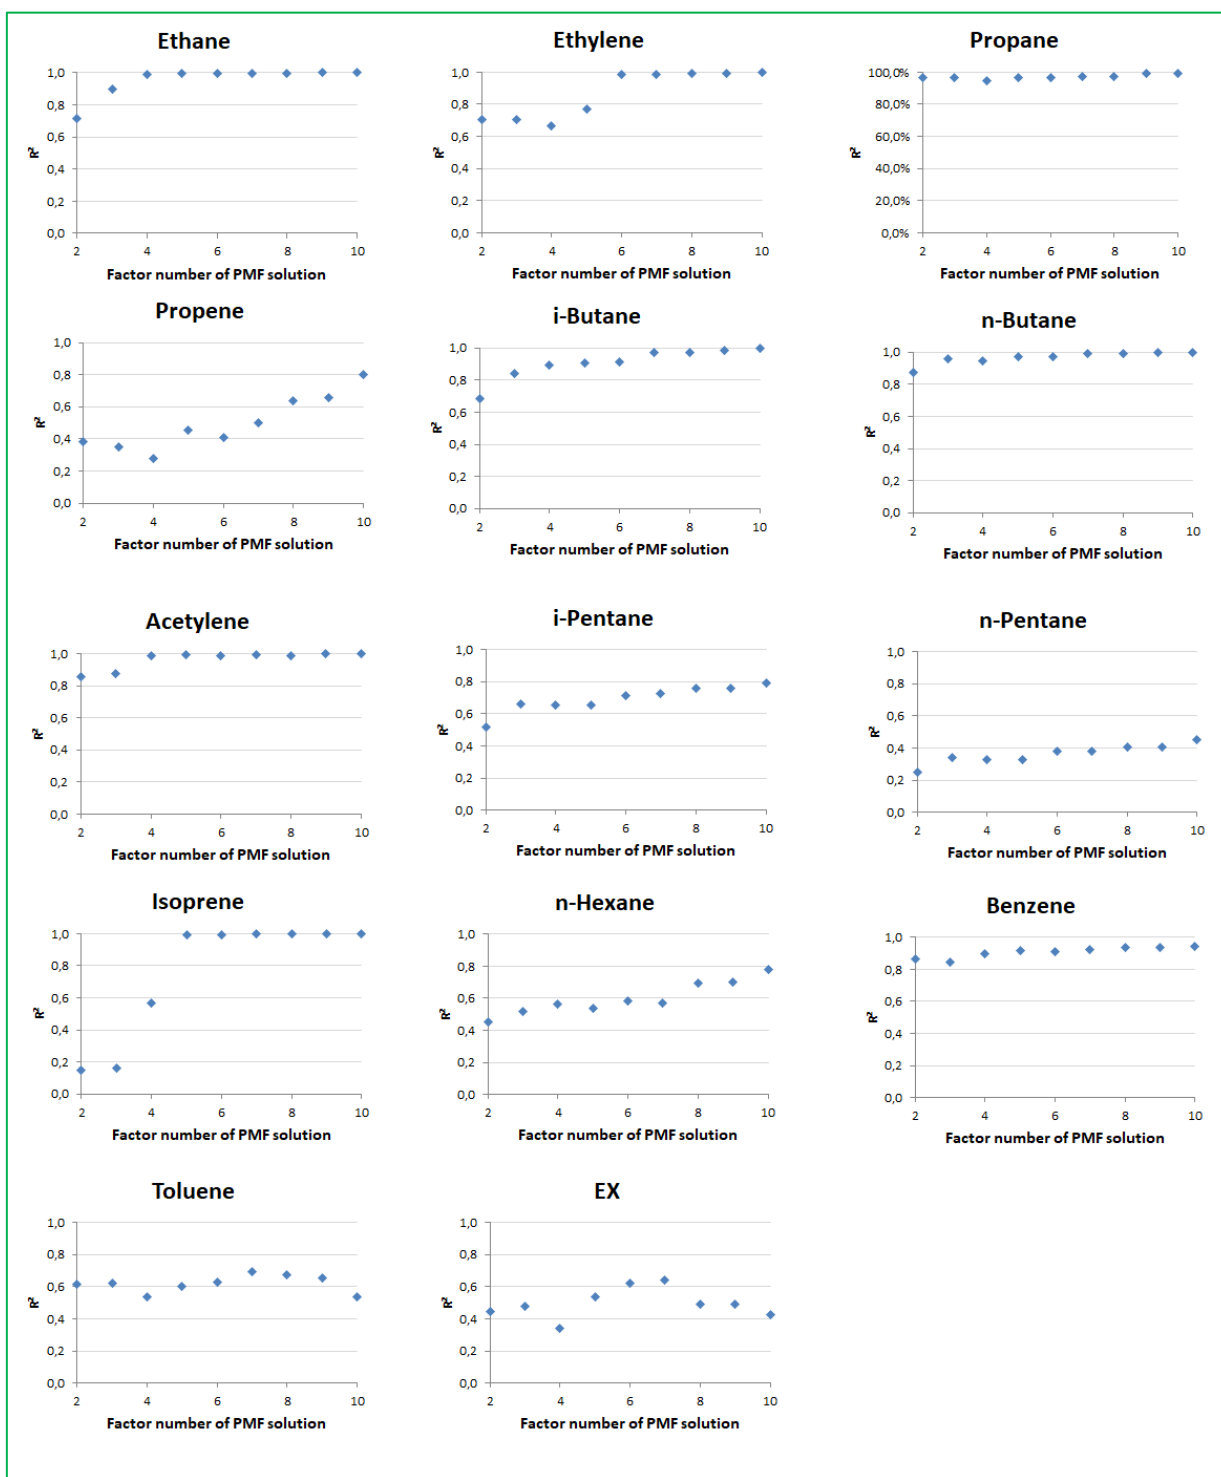 Ethane
1,0
0,8
0,6
0,4
0,2
0,0
R²
2 4 6 8 10
Factor number of PMF solution
Ethylene
1,0
0,8
0,6
0,4
0,2
0,0
R²
2 4 6 8 10
Factor number of PMF solution
Propane
100,0%
80,0%
60,0%
40,0%
20,0%
0,0%
R²
2 4 6 8 10
Factor number of PMF solution
Propene
1,0
0,8
0,6
0,4
0,2
0,0
R²
2 4 6 8 10
Factor number of PMF solution
i-Butane
1,0
0,8
0,6
0,4
0,2
0,0
R²
2 4 6 8 10
Factor number of PMF solution
n-Butane
1,0
0,8
0,6
0,4
0,2
0,0
R²
2 4 6 8 10
Factor number of PMF solution
Acetylene
1,0
0,8
0,6
0,4
0,2
0,0
R²
2 4 6 8 10
Factor number of PMF solution
i-Pentane
1,0
0,8
0,6
0,4
0,2
0,0
R²
2 4 6 8 10
Factor number of PMF solution
n-Pentane
1,0
0,8
0,6
0,4
0,2
0,0
R²
2 4 6 8 10
Factor number of PMF solution
Isoprene
1,0
0,8
0,6
0,4
0,2
0,0
R²
2 4 6 8 10
Factor number of PMF solution
n-Hexane
1,0
0,8
0,6
0,4
0,2
0,0
R²
2 4 6 8 10
Factor number of PMF solution
Benzene
1,0
0,8
0,6
0,4
0,2
0,0
R²
2 4 6 8 10
Factor number of PMF solution
Toluene
1,0
0,8
0,6
0,4
0,2
0,0
R²
2 4 6 8 10
Factor number of PMF solution
EX
1,0
0,8
0,6
0,4
0,2
0,0
R²
2 4 6 8 10
Factor number of PMF solution